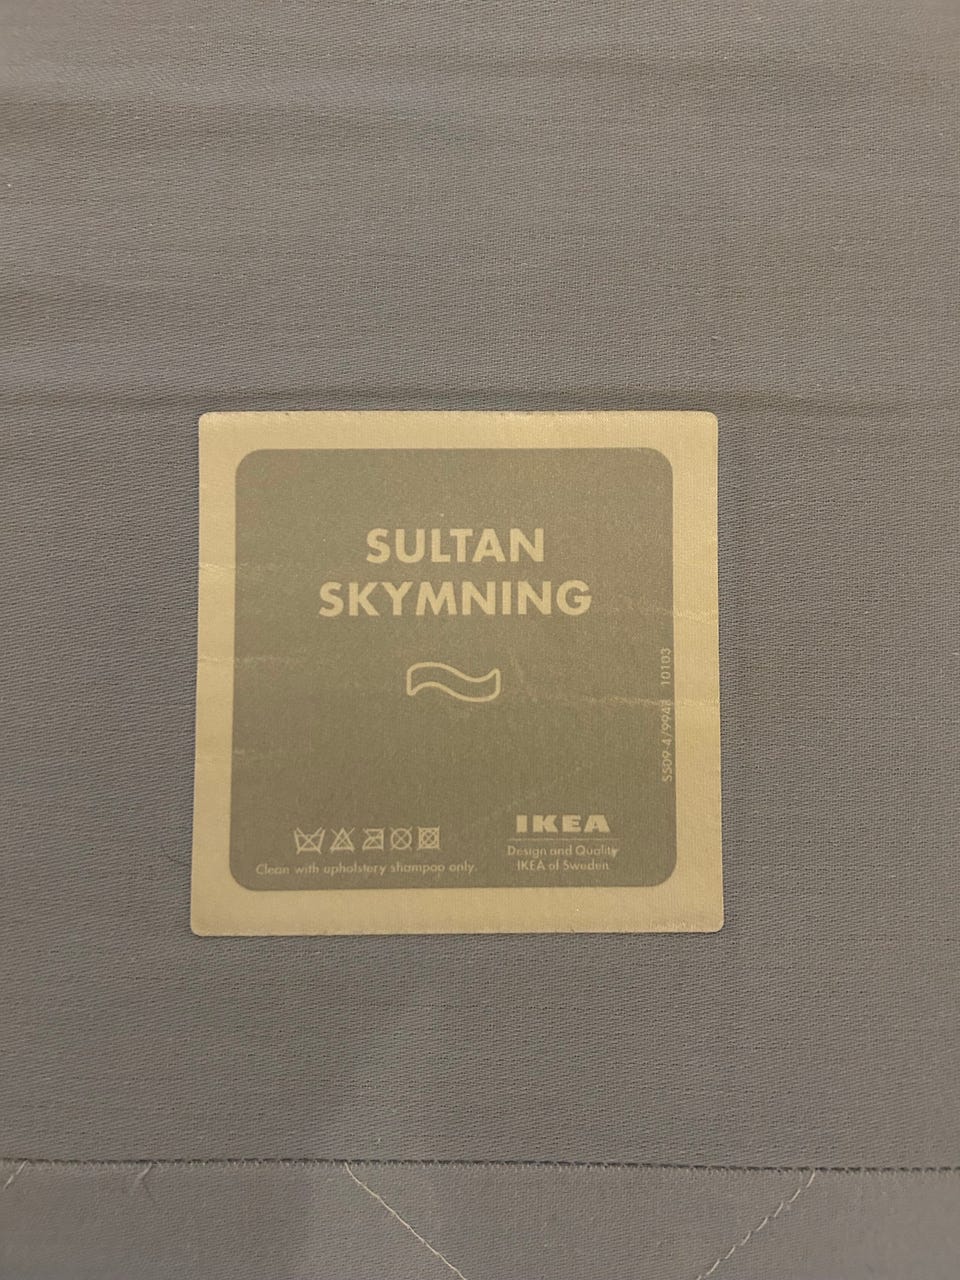 SULTAN
SKYMNING
10103
IKEA
Design and Quality
IKEA of Sweden
Clean with upholstery shampoo only.